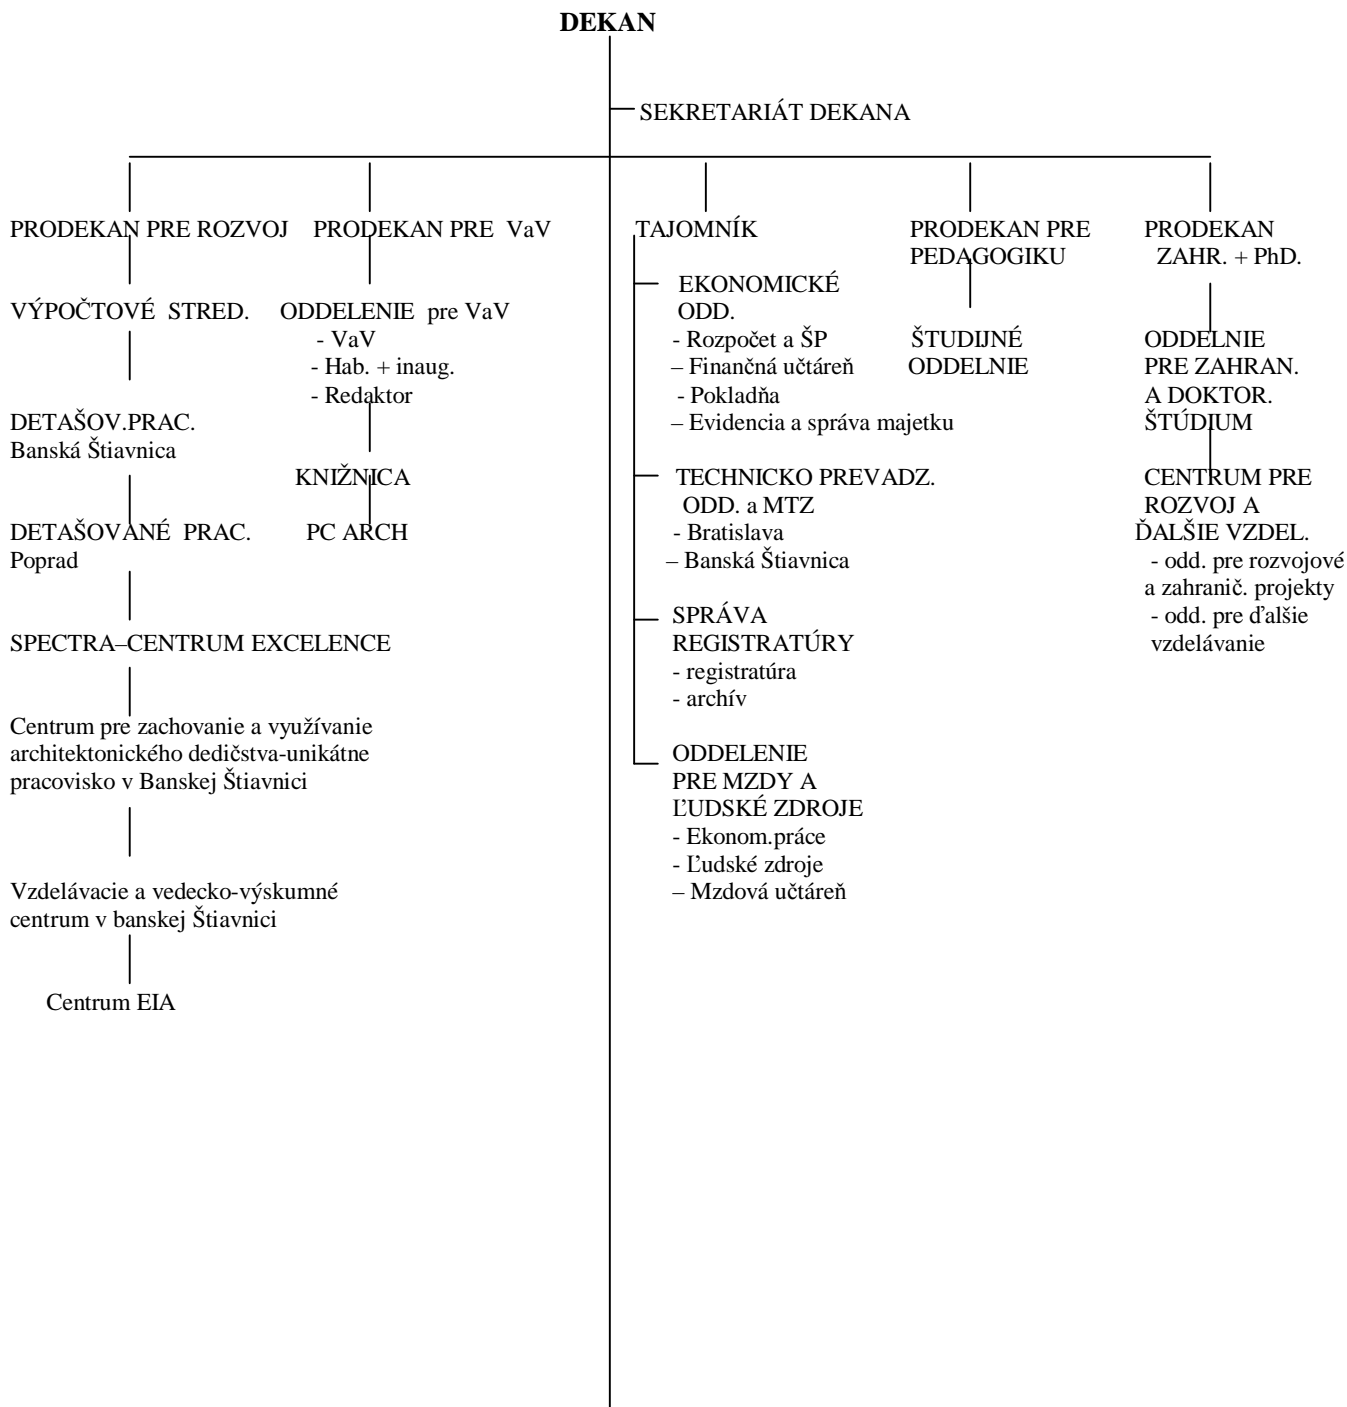 DEKAN
SEKRETARIÁT DEKANA
PRODEKAN PRE ROZVOJ
VÝPOČTOVÉ STRED.
DETAŠOV.PRAC.
Banská Štiavnica
DETAŠOVANÉ PRAC.
Poprad
SPECTRA–CENTRUM EXCELENCE
Centrum pre zachovanie a využívanie
architektonického dedičstva-unikátne
pracovisko v Banskej Štiavnici
Vzdelávacie a vedecko-výskumné
centrum v banskej Štiavnici
Centrum EIA
PRODEKAN PRE VaV
ODDELENIE pre VaV
- VaV
- Hab. + inaug.
- Redaktor
KNIŽNICA
PC ARCH
TAJOMNÍK
EKONOMICKÉ
ODD.
- Rozpočet a ŠP
– Finančná učtáreň
- Pokladňa
– Evidencia a správa majetku
TECHNICKO PREVADZ.
ODD. a MTZ
- Bratislava
– Banská Štiavnica
SPRÁVA
REGISTRATÚRY
- registratúra
- archív
ODDELENIE
PRE MZDY A
ĽUDSKÉ ZDROJE
- Ekonom.práce
- Ľudské zdroje
– Mzdová učtáreň
PRODEKAN PRE
PEDAGOGIKU
ŠTUDIJNÉ
ODDELNIE
PRODEKAN
ZAHR. + PhD.
ODDELNIE
PRE ZAHRAN.
A DOKTOR.
ŠTÚDIUM
CENTRUM PRE
ROZVOJ A
ĎALŠIE VZDEL.
- odd. pre rozvojové
a zahranič. projekty
- odd. pre ďalšie
vzdelávanie